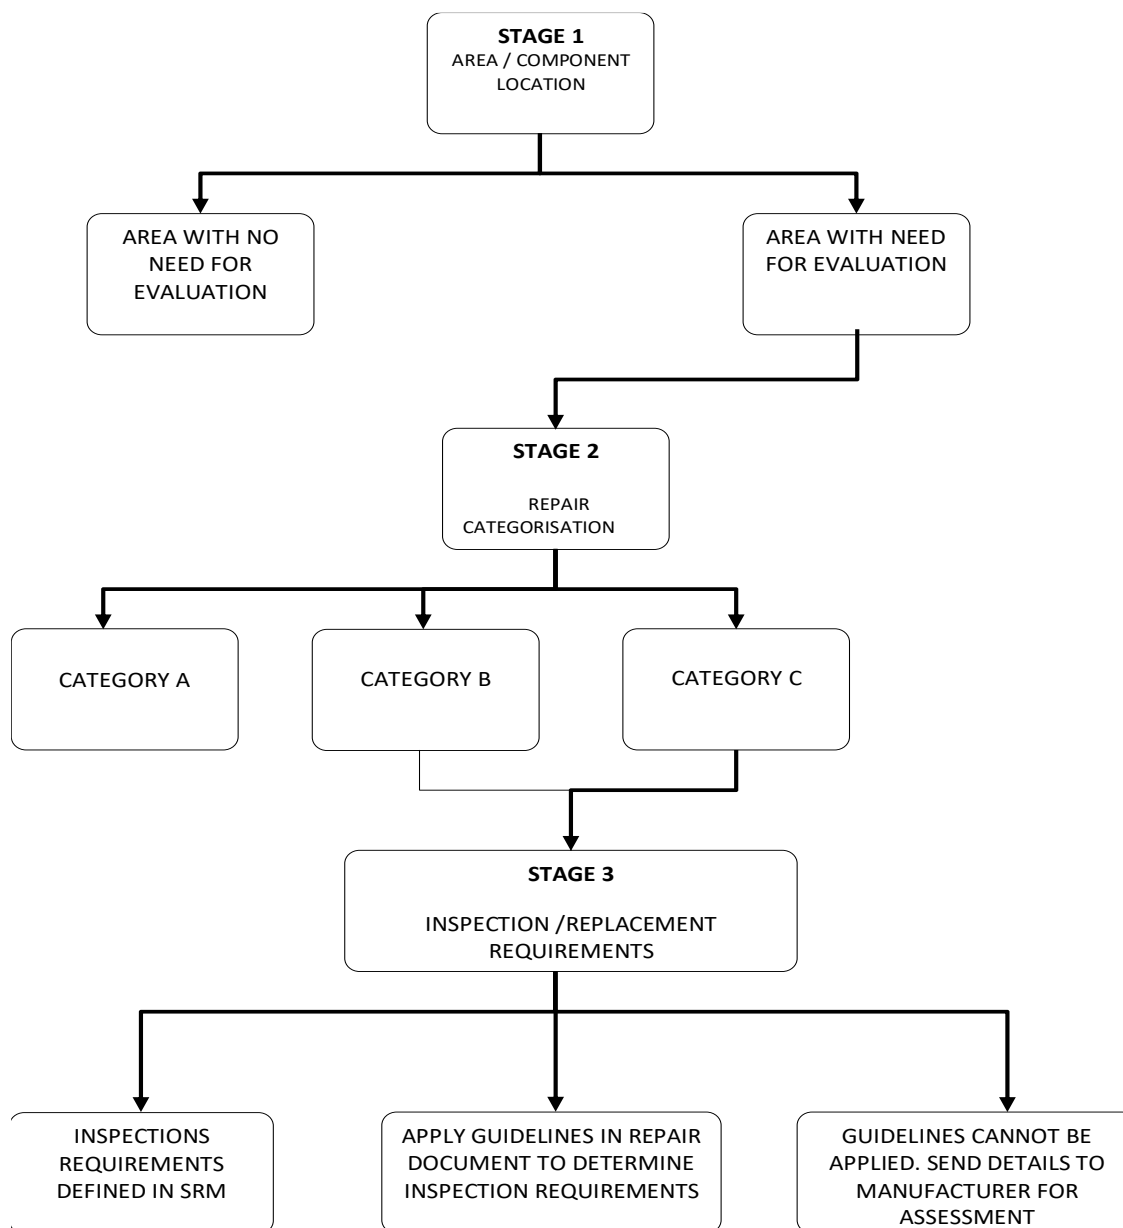 STAGE 1
AREA / COMPONENT
LOCATION
AREA WITH NO
NEED FOR
EVALUATION
AREA WITH NEED
FOR EVALUATION
STAGE 2
REPAIR
CATEGORISATION
CATEGORY A
CATEGORY B
CATEGORY C
STAGE 3
INSPECTION /REPLACEMENT
REQUIREMENTS
INSPECTIONS
REQUIREMENTS
DEFINED IN SRM
APPLY GUIDELINES IN REPAIR
DOCUMENT TO DETERMINE
INSPECTION REQUIREMENTS
GUIDELINES CANNOT BE
APPLIED. SEND DETAILS TO
MANUFACTURER FOR
ASSESSMENT